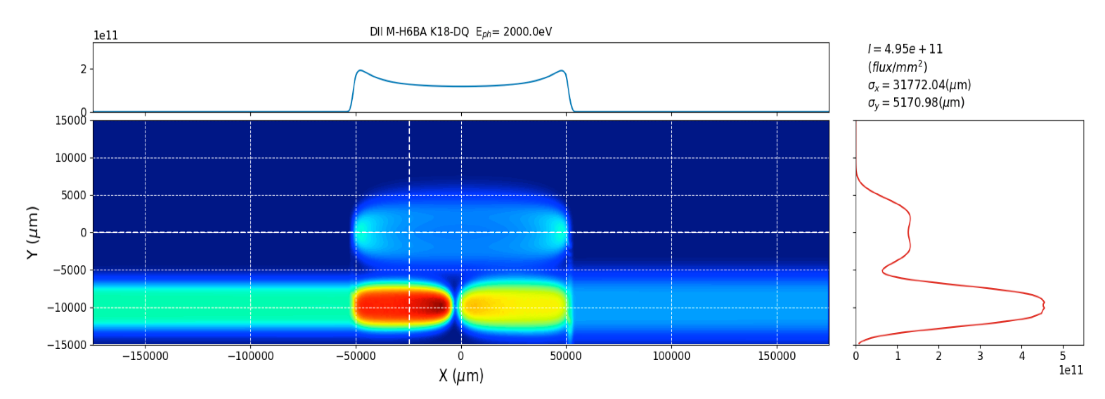 DII M-H6BA K18-DQ E_ph= 2000.0eV
1e11
2
0
I = 4.95e + 11
(flux/mm²)
σ_x = 31772.04(μm)
σ_y = 5170.98(μm)
15000
10000
5000
0
−5000
−10000
−15000
Y (μm)
−150000 −100000 −50000 0 50000 100000 150000
X (μm)
0 1 2 3 4 5
1e11